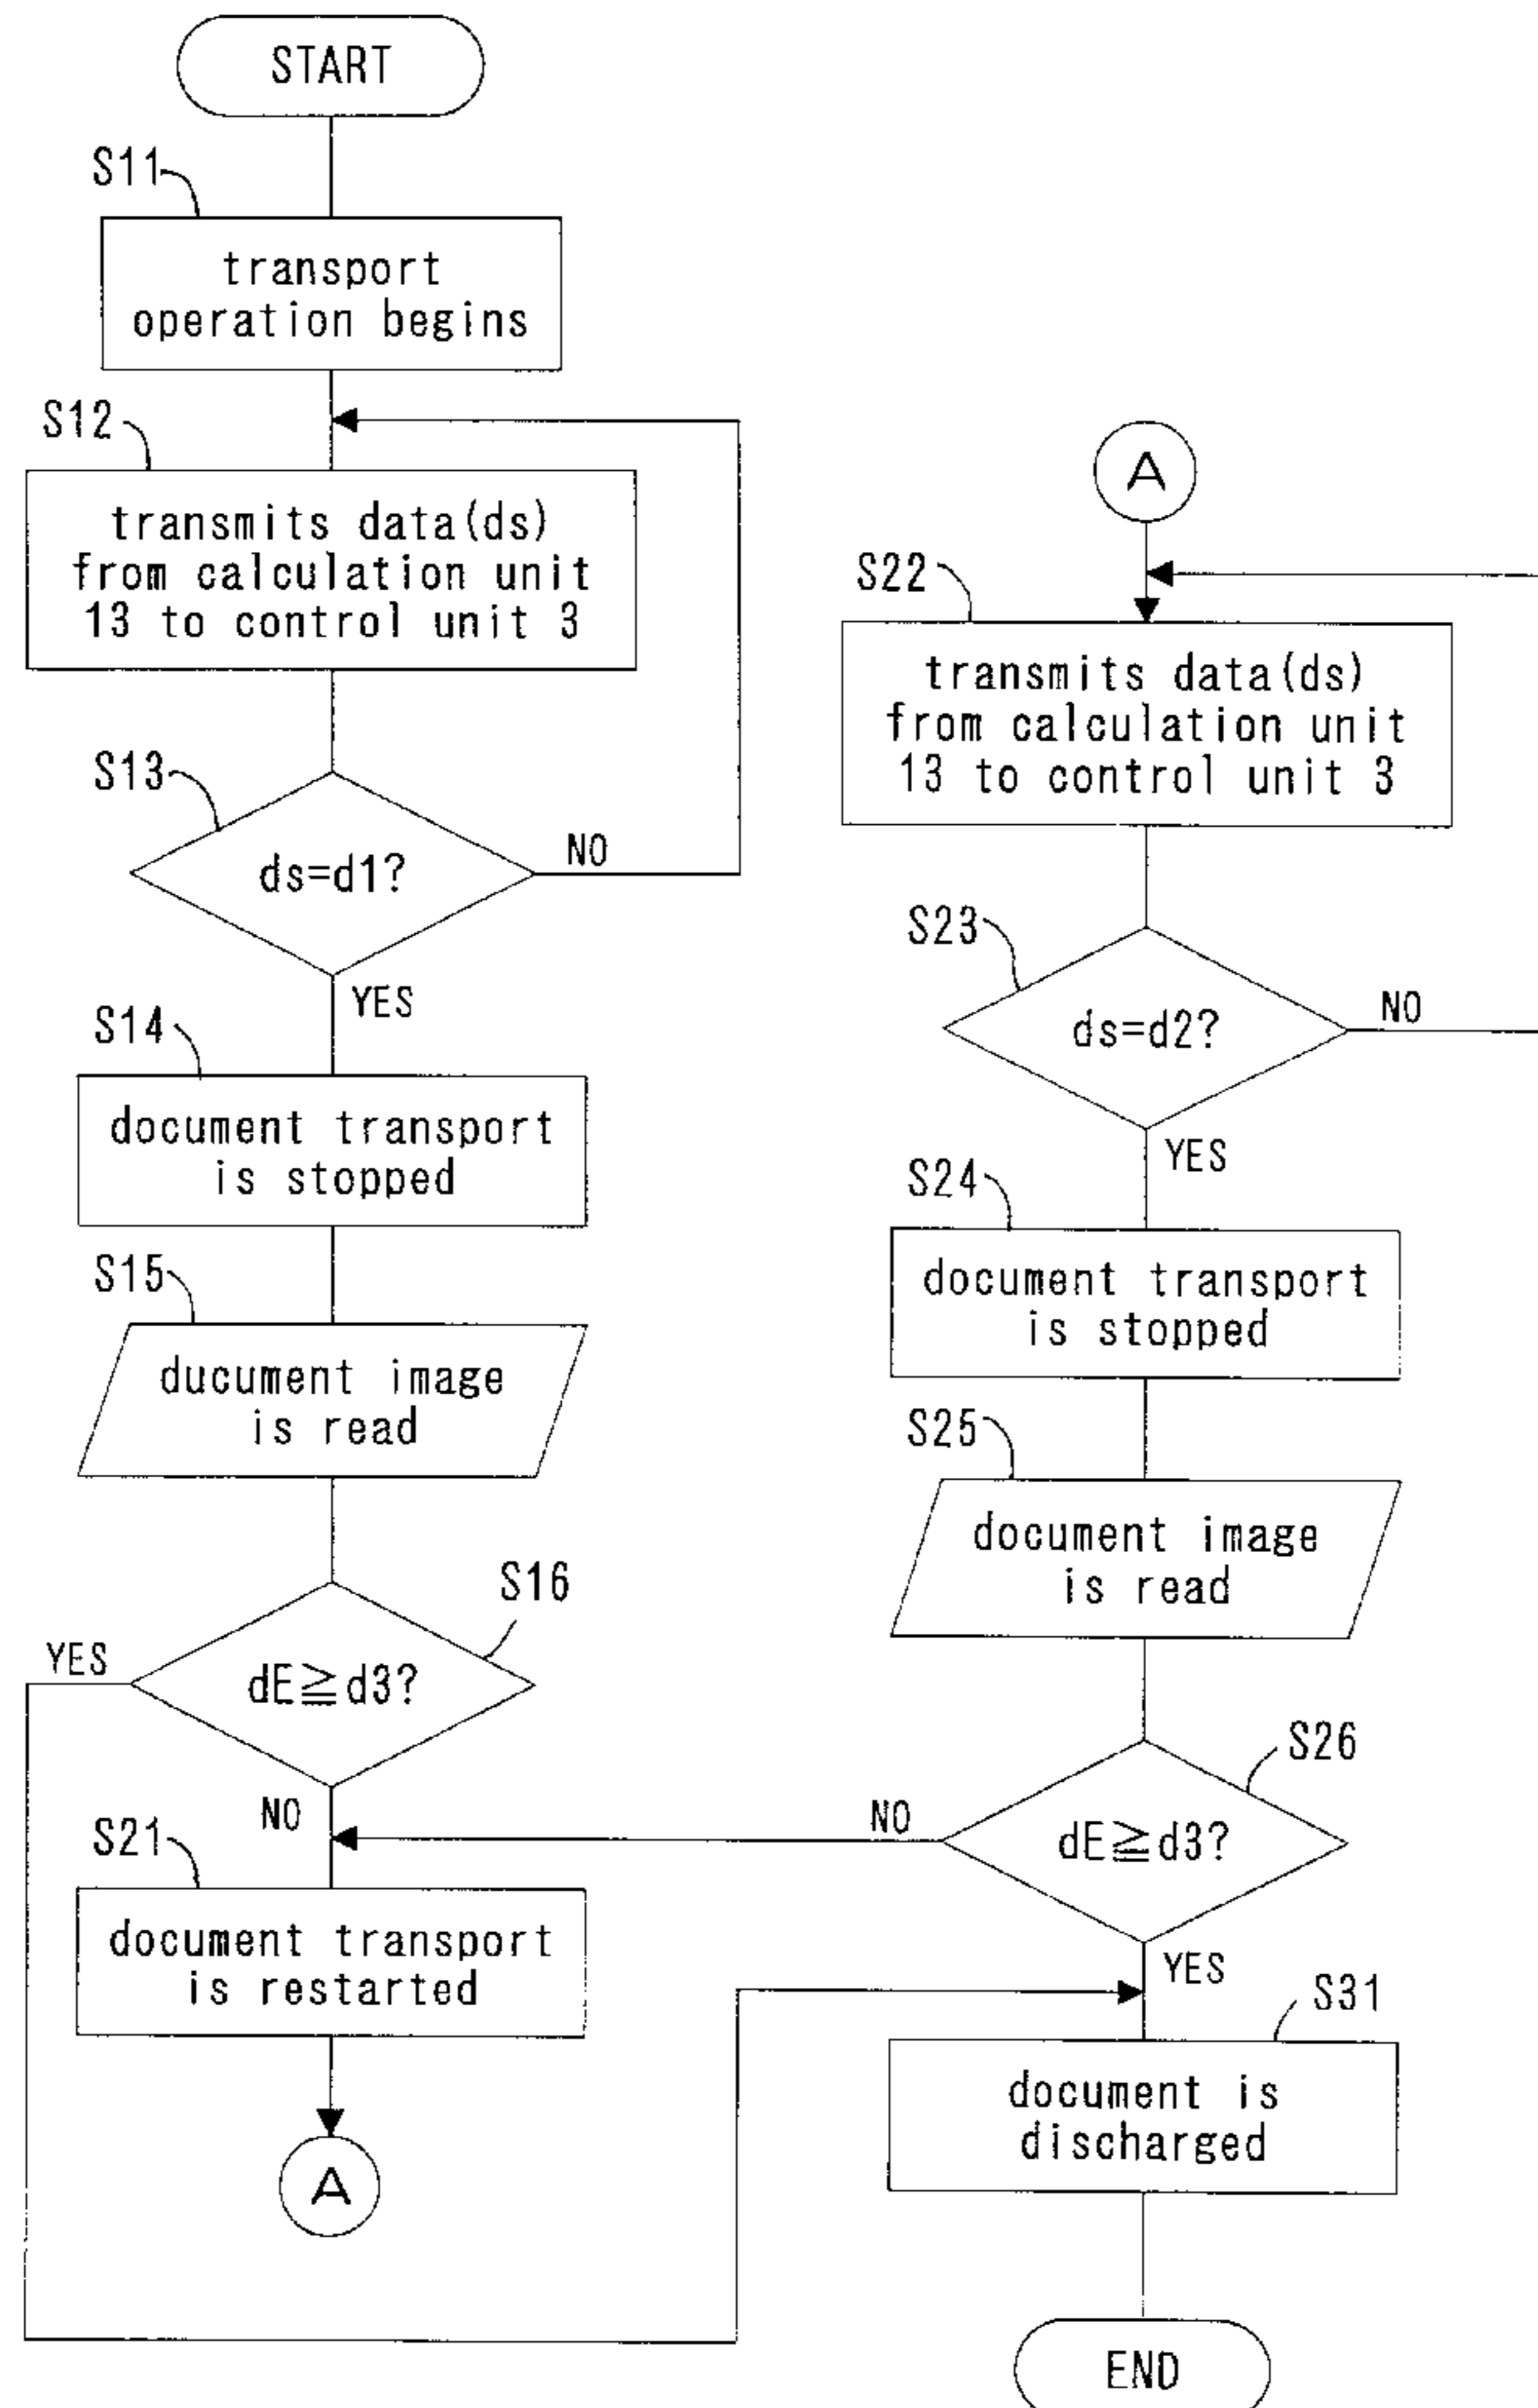 START
S11
transport
operation begins
S12
transmits data(ds)
from calculation unit
13 to control unit 3
S13
ds=d1?
NO
YES
S14
document transport
is stopped
S15
ducument image
is read
S16
YES
dE≧d3?
NO
S21
document transport
is restarted
A
A
S22
transmits data(ds)
from calculation unit
13 to control unit 3
S23
ds=d2?
NO
YES
S24
document transport
is stopped
S25
document image
is read
S26
NO
dE≧d3?
YES
S31
document is
discharged
END